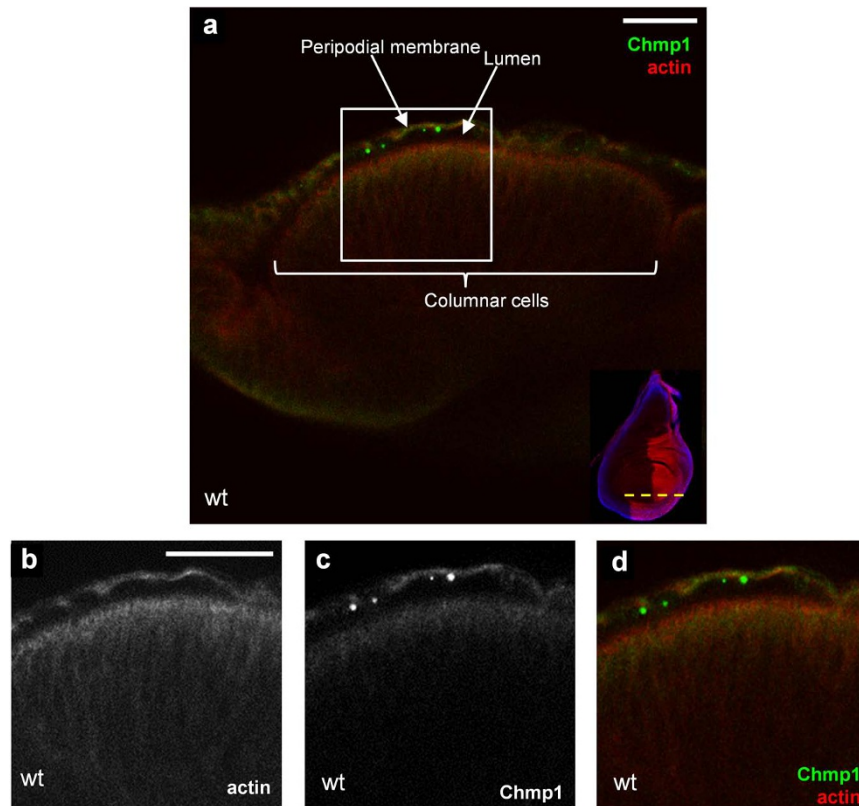 a
Chmp1
actin
Peripodial membrane
Lumen
Columnar cells
wt
b
wt
actin
c
wt
Chmp1
d
wt
Chmp1
actin